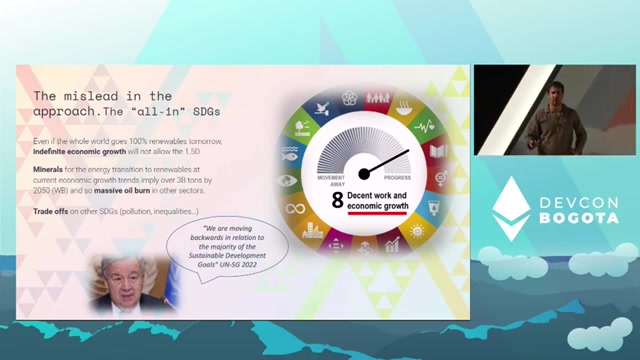 The mislead in the
approach.The “all-in” SDGs
Even if the whole world goes 100% renewables tomorrow,
indefinite economic growth will not allow the 1.5D.
Minerals for the energy transition to renewables at
current economic growth trends imply over 3B tons by
2050 (WB) and so massive oil burn in other sectors.
Trade offs on other SDGs (pollution, inequalities...)
"We are moving
backwards in relation to
the majority of the
Sustainable Development
Goals" UN-SG 2022
MOVEMENT
AWAY
PROGRESS
8 Decent work and
economic growth
DEVCON
BOGOTA